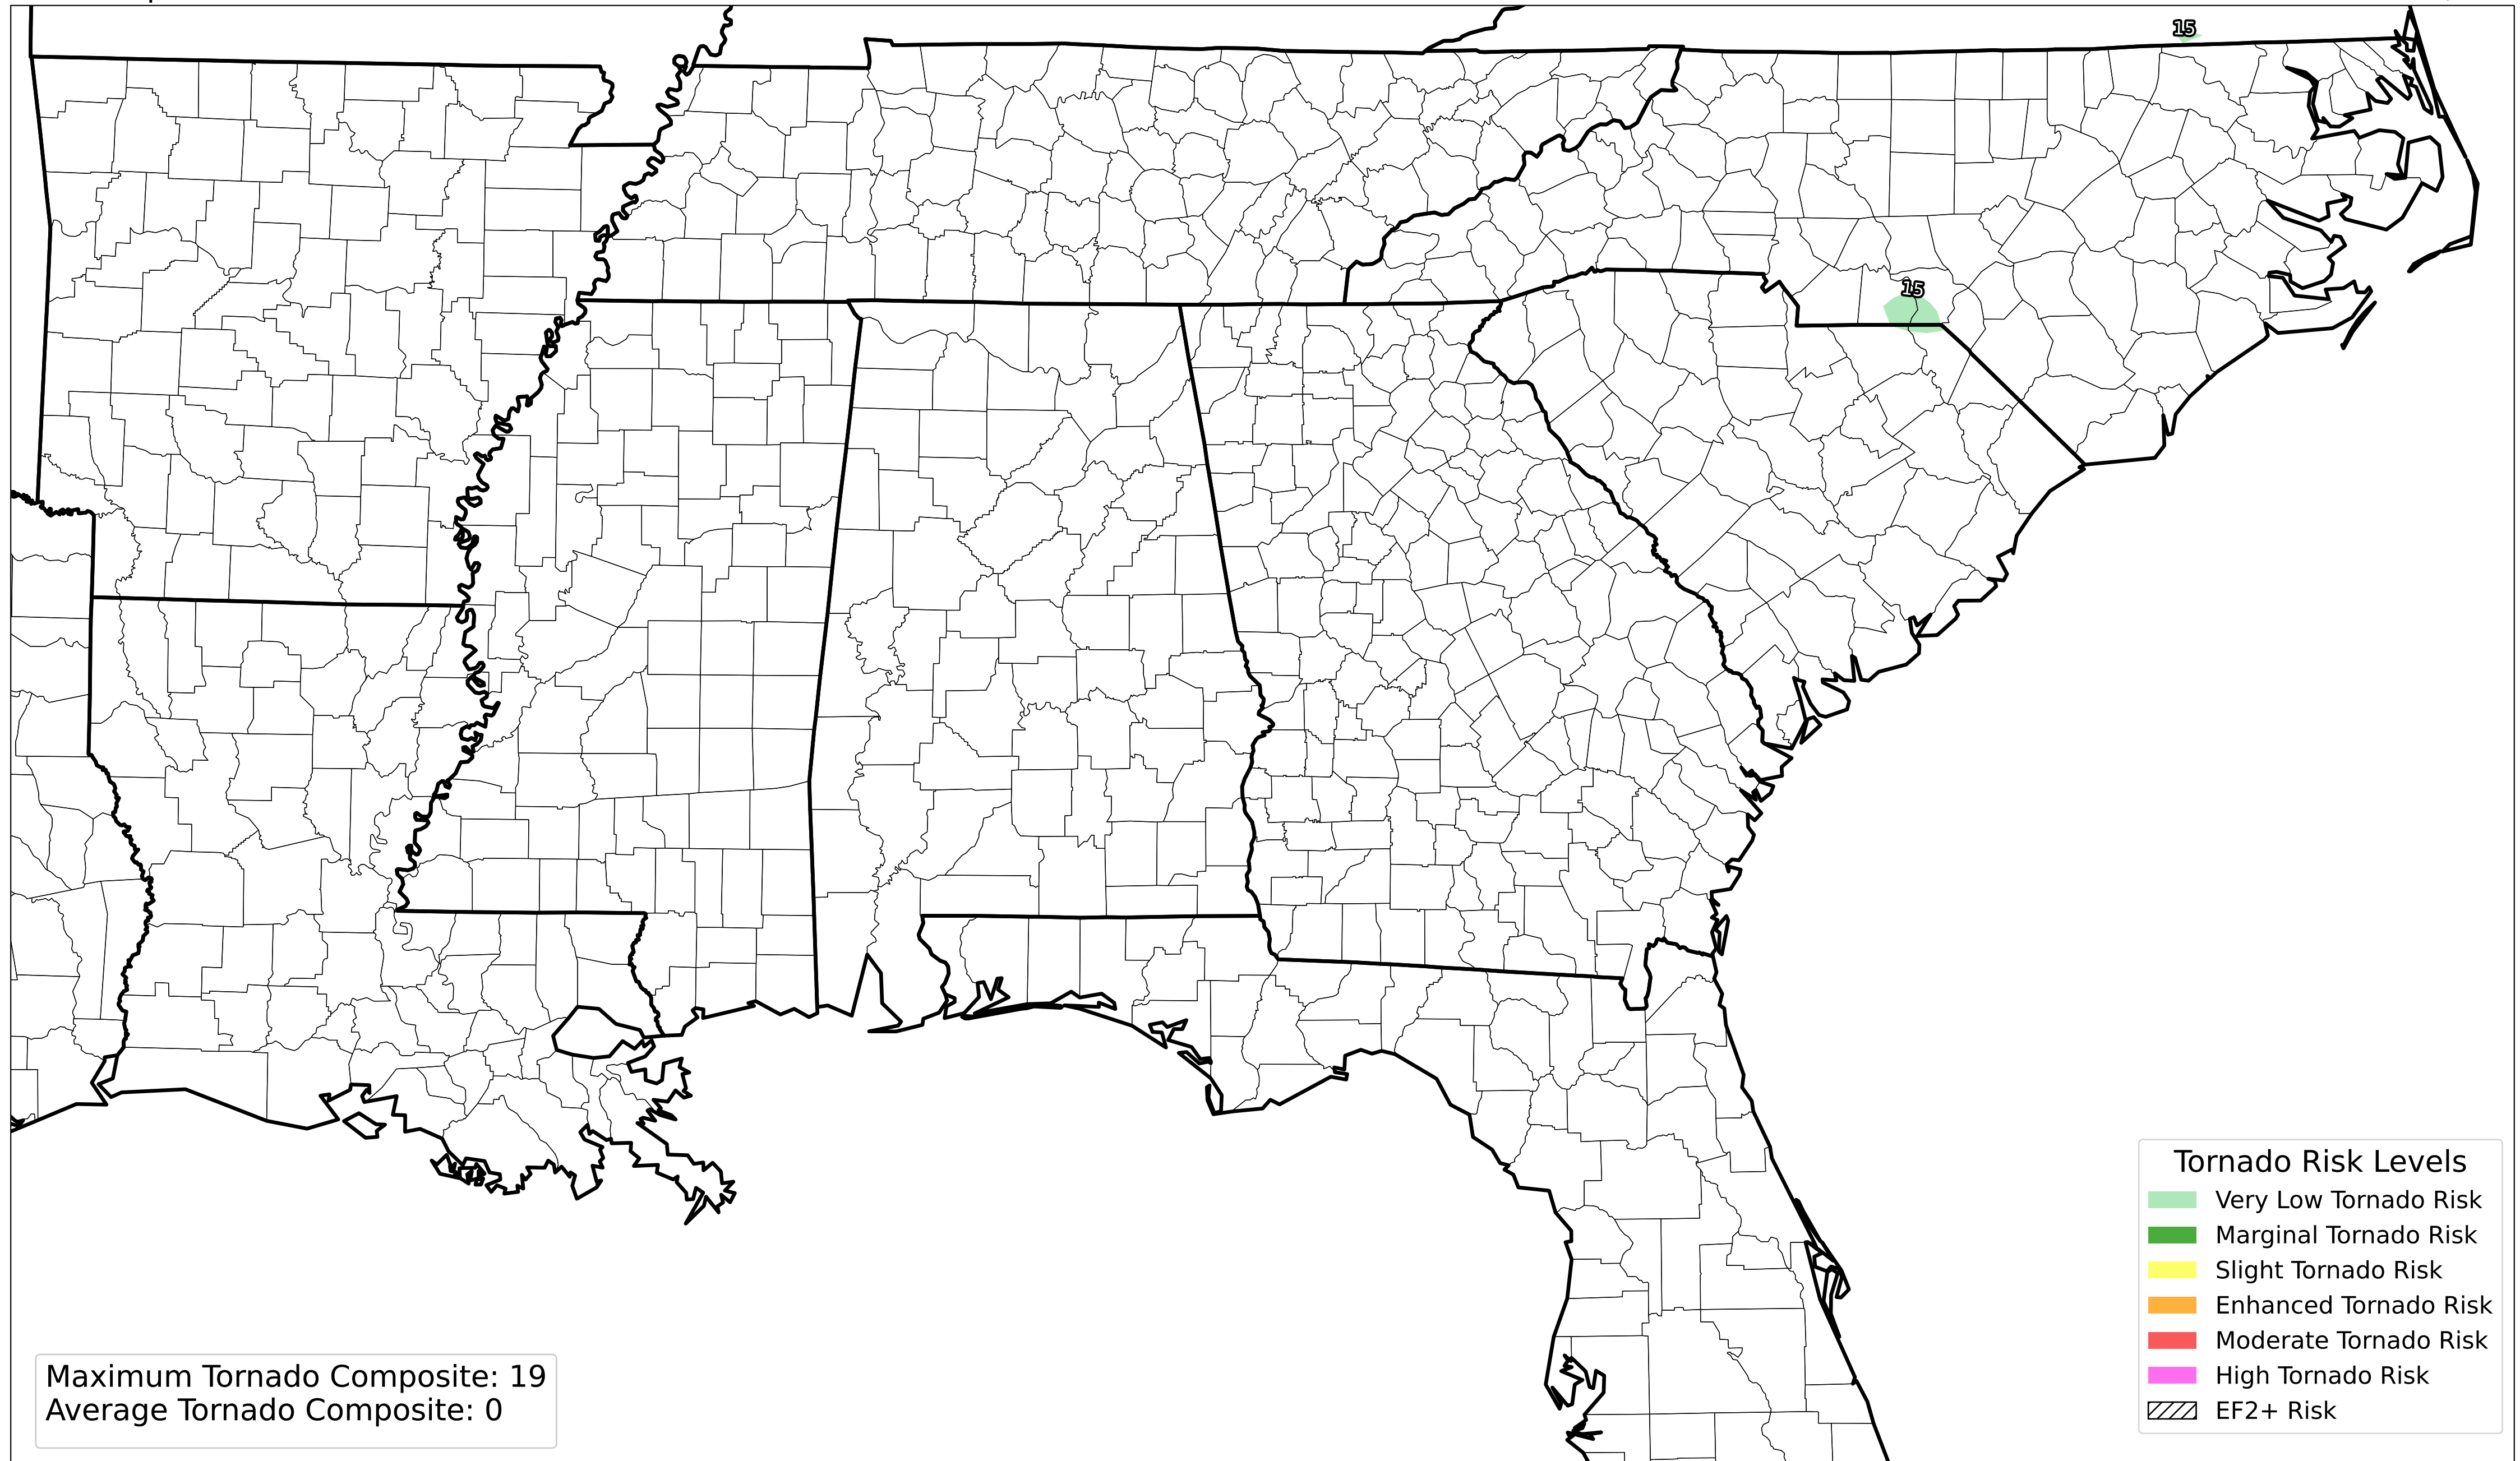 15
15
Tornado Risk Levels
Very Low Tornado Risk
Marginal Tornado Risk
Slight Tornado Risk
Enhanced Tornado Risk
Moderate Tornado Risk
High Tornado Risk
EF2+ Risk
Maximum Tornado Composite: 19
Average Tornado Composite: 0